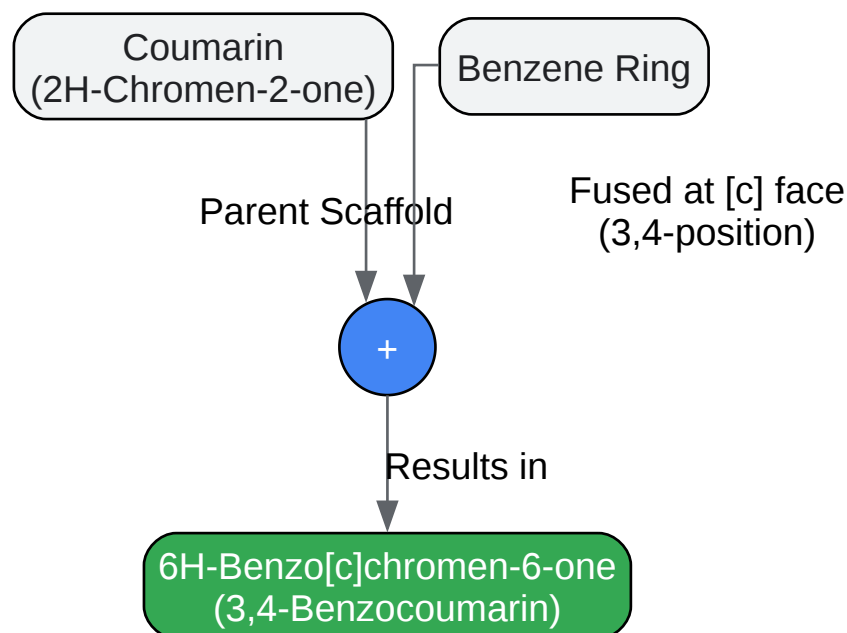 Coumarin
(2H-Chromen-2-one)
Benzene Ring
Parent Scaffold
Fused at [c] face
(3,4-position)
+
Results in
6H-Benzo[c]chromen-6-one
(3,4-Benzocoumarin)